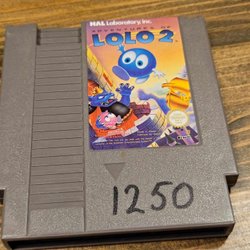 HAL Laboratory, Inc.
ADVENTURES OF
LOLO 2
1250